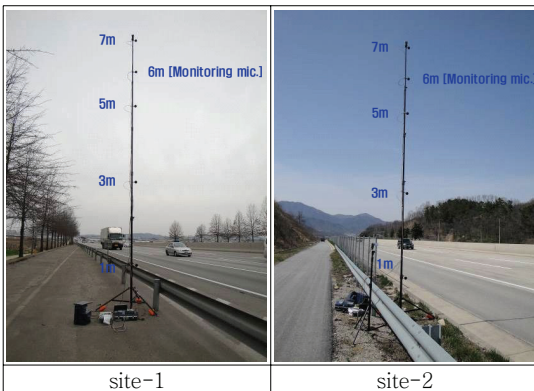 7m
6m [Monitoring mic.]
5m
3m
1m
site-1
7m
6m [Monitoring mic.]
5m
3m
1m
site-2